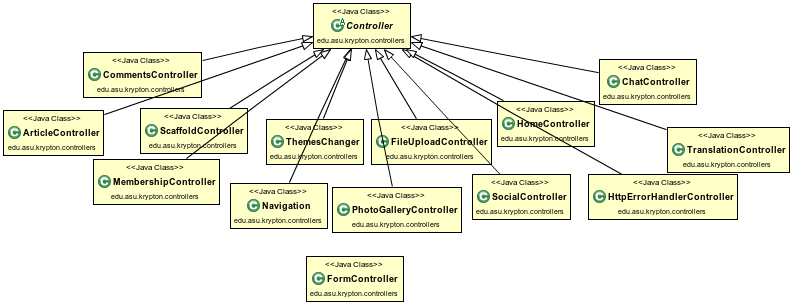 <<Java Class>>
Controller
edu.asu.krypton.controllers
<<Java Class>>
CommentsController
edu.asu.krypton.controllers
<<Java Class>>
ChatController
edu.asu.krypton.controllers
<<Java Class>>
ArticleController
edu.asu.krypton.controllers
<<Java Class>>
ScaffoldController
edu.asu.krypton.controllers
<<Java Class>>
ThemesChanger
edu.asu.krypton.controllers
<<Java Class>>
FileUploadController
edu.asu.krypton.controllers
<<Java Class>>
HomeController
edu.asu.krypton.controllers
<<Java Class>>
TranslationController
edu.asu.krypton.controllers
<<Java Class>>
MembershipController
edu.asu.krypton.controllers
<<Java Class>>
Navigation
edu.asu.krypton.controllers
<<Java Class>>
PhotoGalleryController
edu.asu.krypton.controllers
<<Java Class>>
SocialController
edu.asu.krypton.controllers
<<Java Class>>
HttpErrorHandlerController
edu.asu.krypton.controllers
<<Java Class>>
FormController
edu.asu.krypton.controllers